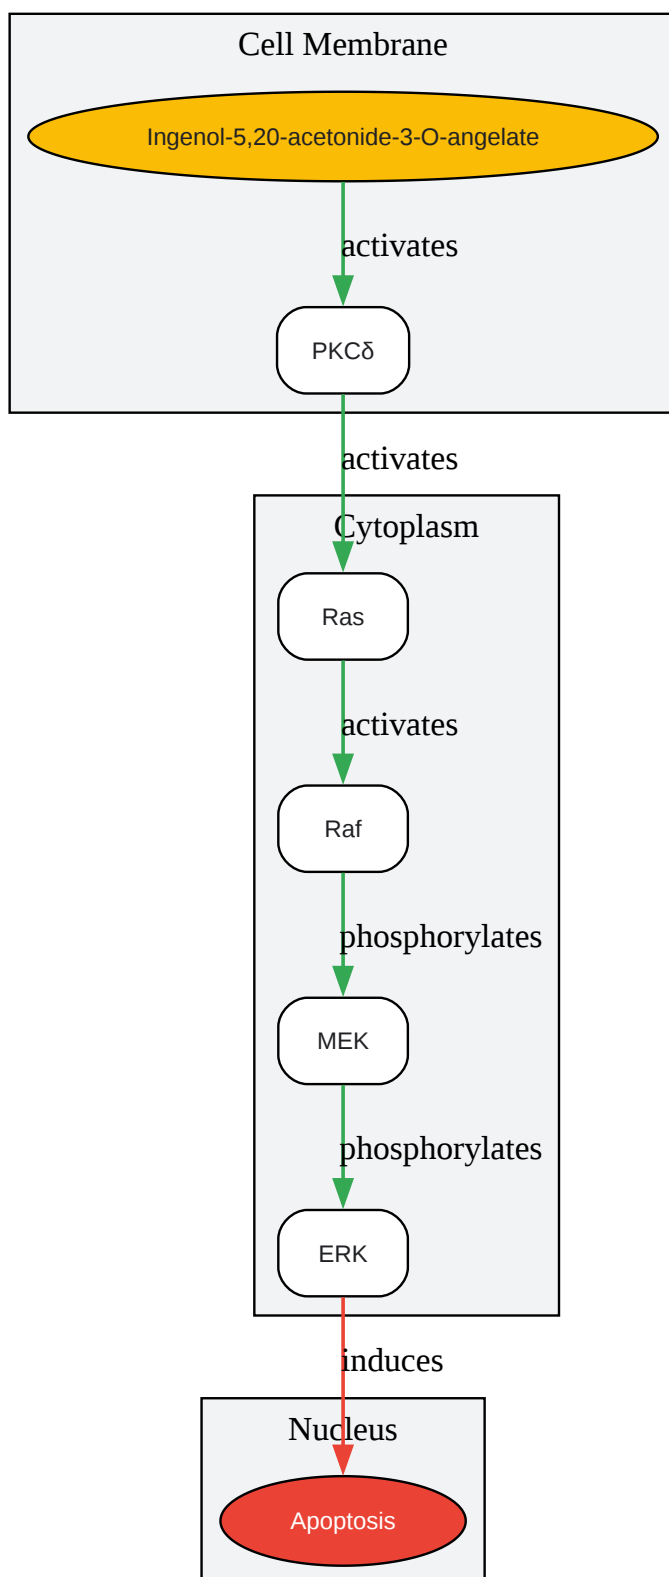 Cell Membrane
Ingenol-5,20-acetonide-3-O-angelate
activates
PKCδ
activates
Cytoplasm
Ras
activates
Raf
phosphorylates
MEK
phosphorylates
ERK
induces
Nucleus
Apoptosis